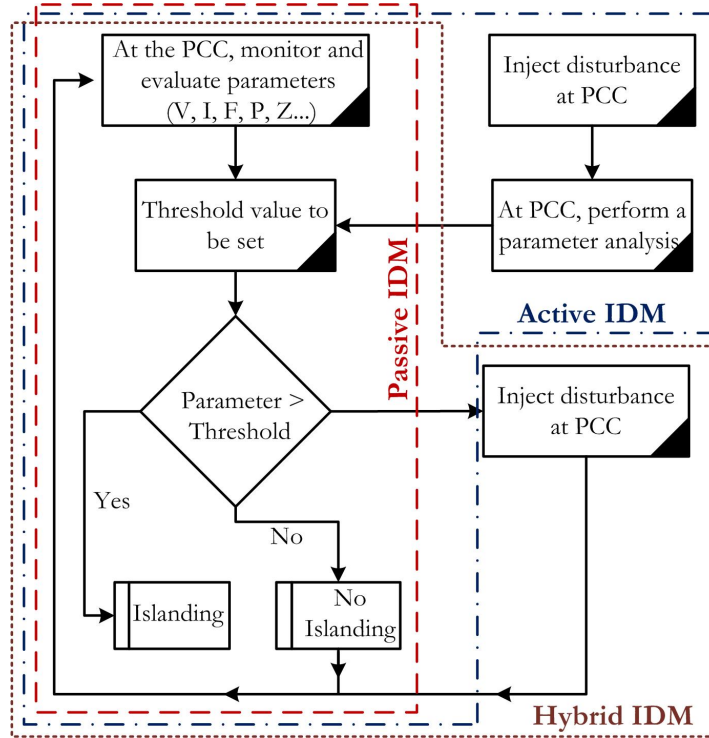 At the PCC, monitor and
evaluate parameters
(V, I, F, P, Z...)
Inject disturbance
at PCC
Threshold value to
be set
At PCC, perform a
parameter analysis
Passive IDM
Active IDM
Parameter >
Threshold
Inject disturbance
at PCC
Yes
No
Islanding
No
Islanding
Hybrid IDM